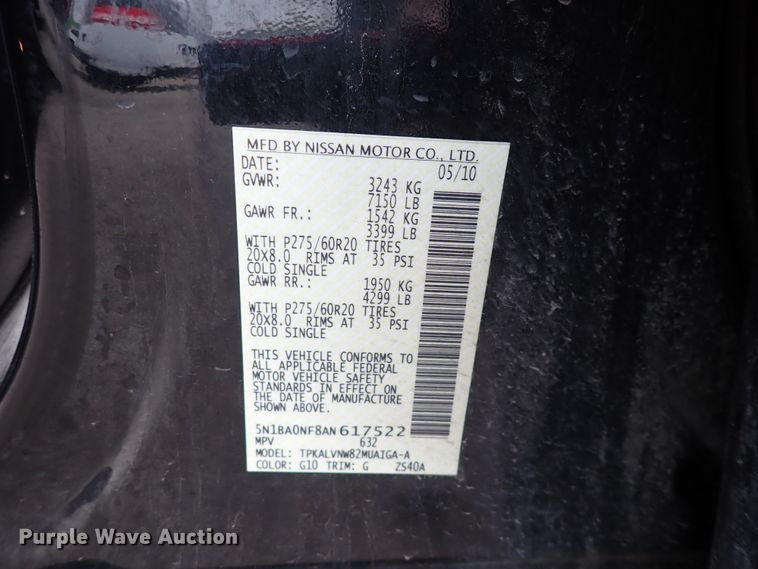 MFD BY NISSAN MOTOR CO., LTD.
DATE: 05/10
GVWR: 3243 KG
7150 LB
GAWR FR.: 1542 KG
3399 LB
WITH P275/60R20 TIRES
20X8.0 RIMS AT 35 PSI
COLD SINGLE
GAWR RR.: 1950 KG
4299 LB
WITH P275/60R20 TIRES
20X8.0 RIMS AT 35 PSI
COLD SINGLE
THIS VEHICLE CONFORMS TO
ALL APPLICABLE FEDERAL
MOTOR VEHICLE SAFETY
STANDARDS IN EFFECT ON
THE DATE OF MANUFACTURE
SHOWN ABOVE.
5N1BA0NF8AN617522
MPV 632
MODEL: TPKALVNW82MUAIGA-A
COLOR: G10 TRIM: G ZS40A
Purple Wave Auction